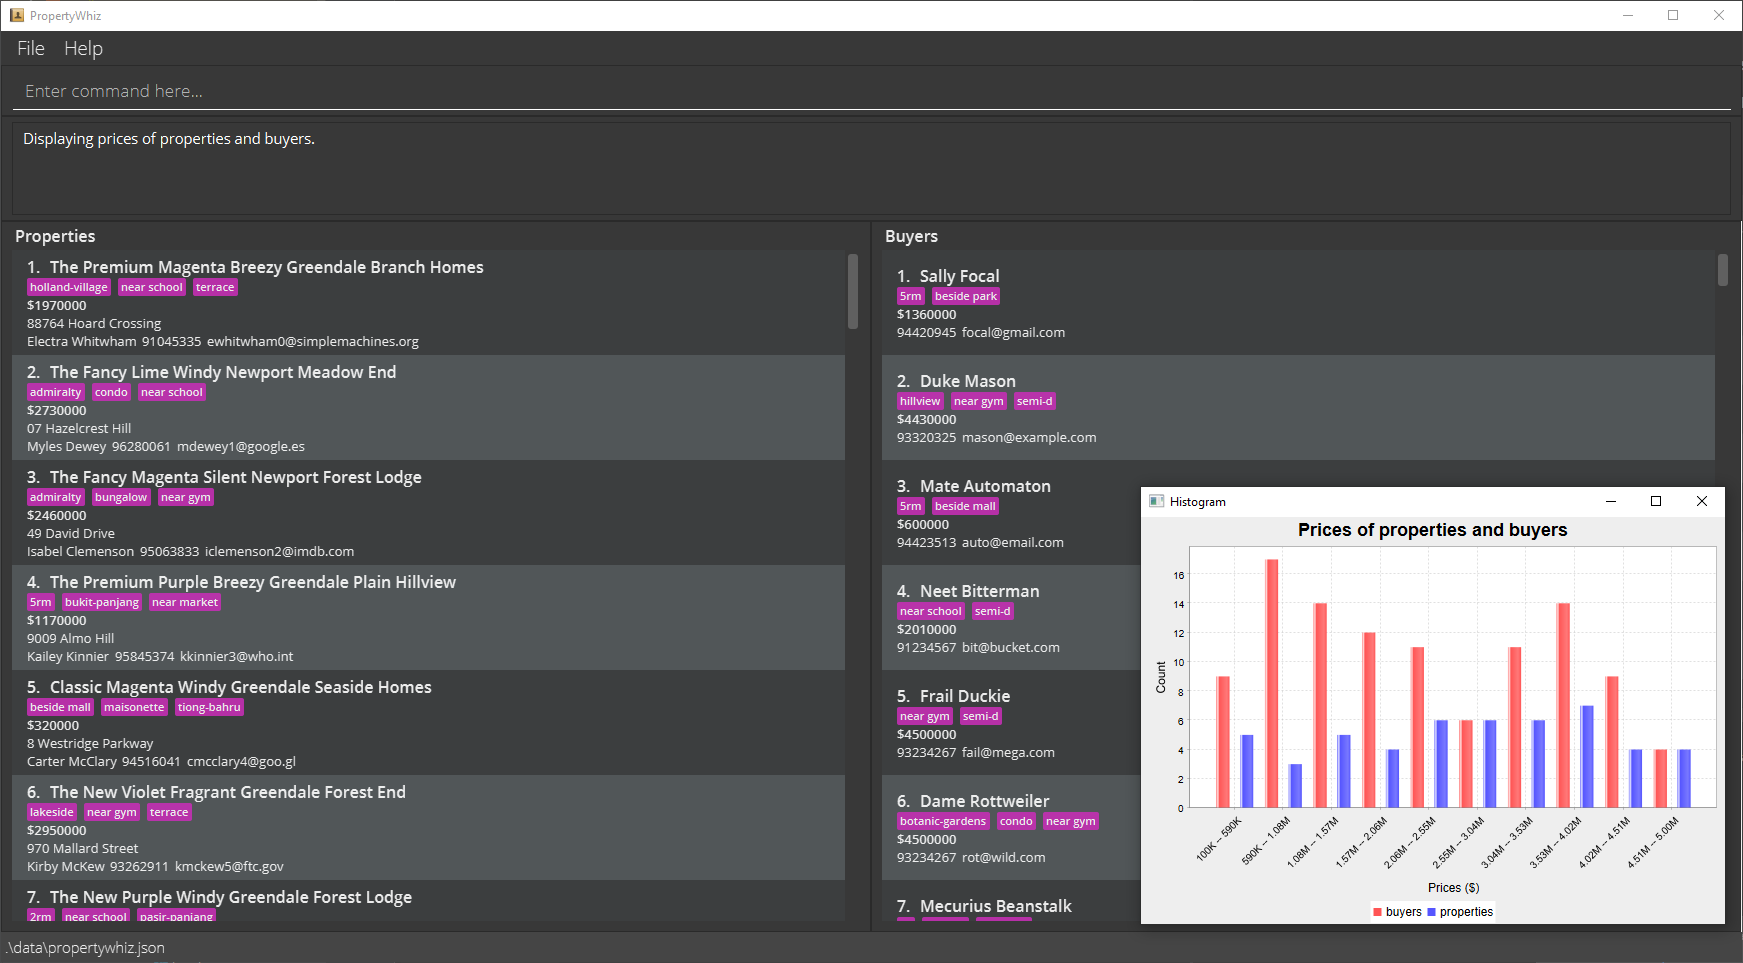 PropertyWhiz
File Help
Enter command here...
Displaying prices of properties and buyers.
Properties
1. The Premium Magenta Breezy Greendale Branch Homes
holland-village near school terrace
$1970000
88764 Hoard Crossing
Electra Whitwham 91045335 ewhitwham0@simplemachines.org
2. The Fancy Lime Windy Newport Meadow End
admiralty condo near school
$2730000
07 Hazelcrest Hill
Myles Dewey 96280061 mdewey1@google.es
3. The Fancy Magenta Silent Newport Forest Lodge
admiralty bungalow near gym
$2460000
49 David Drive
Isabel Clemenson 95063833 iclemenson2@imdb.com
4. The Premium Purple Breezy Greendale Plain Hillview
5rm bukit-panjang near market
$1170000
9009 Almo Hill
Kailey Kinnier 95845374 kkinnier3@who.int
5. Classic Magenta Windy Greendale Seaside Homes
beside mall maisonette tiong-bahru
$320000
8 Westridge Parkway
Carter McClary 94516041 cmcclary4@goo.gl
6. The New Violet Fragrant Greendale Forest End
lakeside near gym terrace
$2950000
970 Mallard Street
Kirby McKew 93262911 kmckew5@ftc.gov
7. The New Purple Windy Greendale Forest Lodge
2rm near school pasir-panjang
Buyers
1. Sally Focal
5rm beside park
$1360000
94420945 focal@gmail.com
2. Duke Mason
hillview near gym semi-d
$4430000
93320325 mason@example.com
3. Mate Automaton
5rm beside mall
$600000
94423513 auto@email.com
4. Neet Bitterman
near school semi-d
$2010000
91234567 bit@bucket.com
5. Frail Duckie
near gym semi-d
$4500000
93234267 fail@mega.com
6. Dame Rottweiler
botanic-gardens condo near gym
$4500000
93234267 rot@wild.com
7. Mecurius Beanstalk
Histogram
Prices of properties and buyers
Count
16
14
12
10
8
6
4
2
0
100K -- 590K
590K -- 1.08M
1.08M -- 1.57M
1.57M -- 2.06M
2.06M -- 2.55M
2.55M -- 3.04M
3.04M -- 3.53M
3.53M -- 4.02M
4.02M -- 4.51M
4.51M -- 5.00M
Prices ($)
buyers properties
.\data\propertywhiz.json